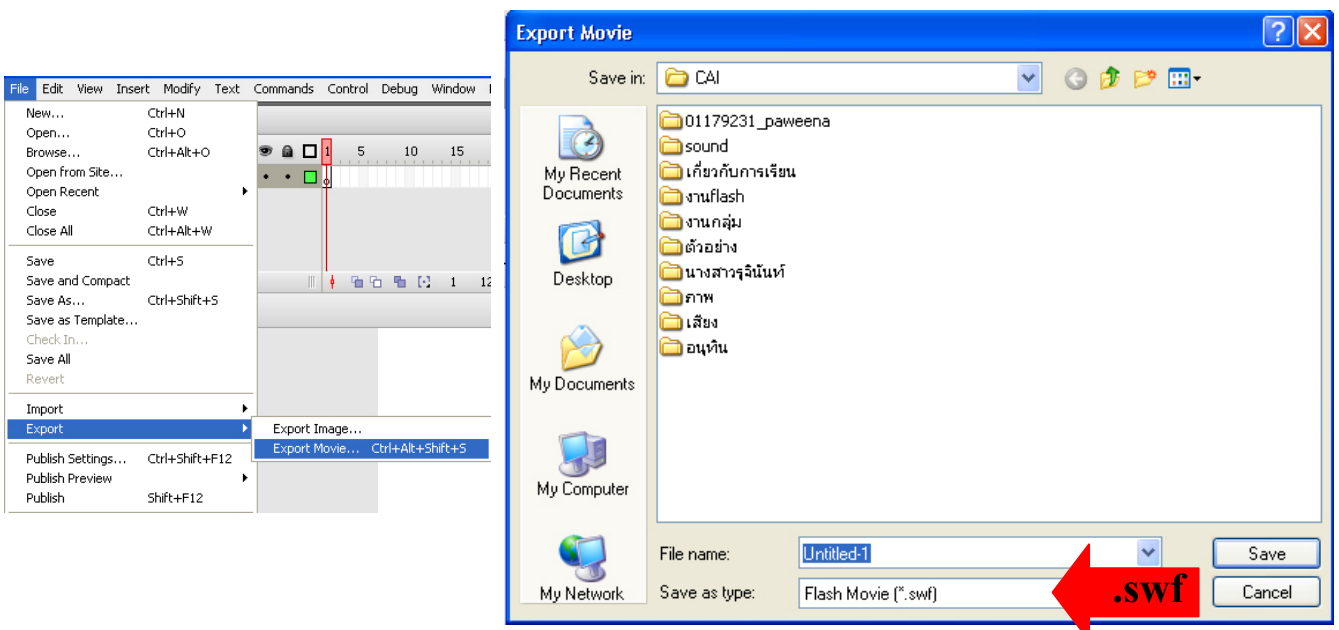 File Edit View Insert Modify Text Commands Control Debug Window
New... Ctrl+N
Open... Ctrl+O
Browse... Ctrl+Alt+O
Open from Site...
Open Recent
Close Ctrl+W
Close All Ctrl+Alt+W
Save Ctrl+S
Save and Compact
Save As... Ctrl+Shift+S
Save as Template...
Check In...
Save All
Revert
Import
Export
Publish Settings... Ctrl+Shift+F12
Publish Preview
Publish Shift+F12
Export Image...
Export Movie... Ctrl+Alt+Shift+S
1 5 10 15
1 12
Export Movie
Save in: CAI
My Recent Documents
Desktop
My Documents
My Computer
My Network
01179231_paweena
sound
เกี่ยวกับการเรียน
งานflash
งานกลุ่ม
ตัวอย่าง
นางสาวรุจินันท์
ภาพ
เสียง
อนุทิน
File name: Untitled-1 Save
Save as type: Flash Movie (*.swf) Cancel
.swf